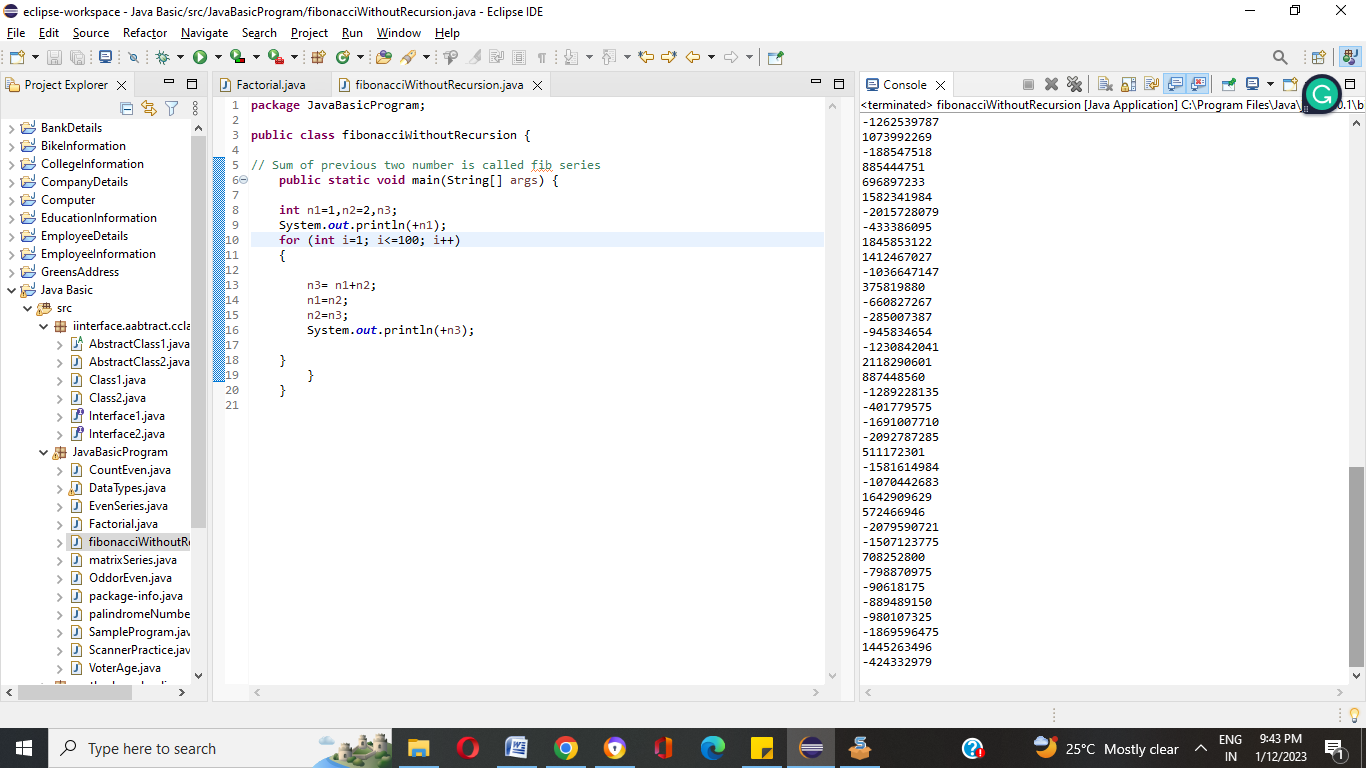 eclipse-workspace - Java Basic/src/JavaBasicProgram/fibonacciWithoutRecursion.java - Eclipse IDE
File Edit Source Refactor Navigate Search Project Run Window Help
Project Explorer
BankDetails
BikeInformation
CollegeInformation
CompanyDetails
Computer
EducationInformation
EmployeeDetails
EmployeeInformation
GreensAddress
Java Basic
src
iinterface.aabtract.ccla
AbstractClass1.java
AbstractClass2.java
Class1.java
Class2.java
Interface1.java
Interface2.java
JavaBasicProgram
CountEven.java
DataTypes.java
EvenSeries.java
Factorial.java
fibonacciWithoutRe
matrixSeries.java
OddorEven.java
package-info.java
palindromeNumbe
SampleProgram.jav
ScannerPractice.jav
VoterAge.java
Factorial.java fibonacciWithoutRecursion.java
1 package JavaBasicProgram;
2
3 public class fibonacciWithoutRecursion {
4
5 // Sum of previous two number is called fib series
6 public static void main(String[] args) {
7
8 int n1=1,n2=2,n3;
9 System.out.println(+n1);
10 for (int i=1; i<=100; i++)
11 {
12
13 n3= n1+n2;
14 n1=n2;
15 n2=n3;
16 System.out.println(+n3);
17
18 }
19 }
20 }
21
Console
<terminated> fibonacciWithoutRecursion [Java Application] C:\Program Files\Java\ 0.1\b
-1262539787
1073992269
-188547518
885444751
696897233
1582341984
-2015728079
-433386095
1845853122
1412467027
-1036647147
375819880
-660827267
-285007387
-945834654
-1230842041
2118290601
887448560
-1289228135
-401779575
-1691007710
-2092787285
511172301
-1581614984
-1070442683
1642909629
572466946
-2079590721
-1507123775
708252800
-798870975
-90618175
-889489150
-980107325
-1869596475
1445263496
-424332979
Type here to search
25°C Mostly clear
ENG
IN
9:43 PM
1/12/2023
1